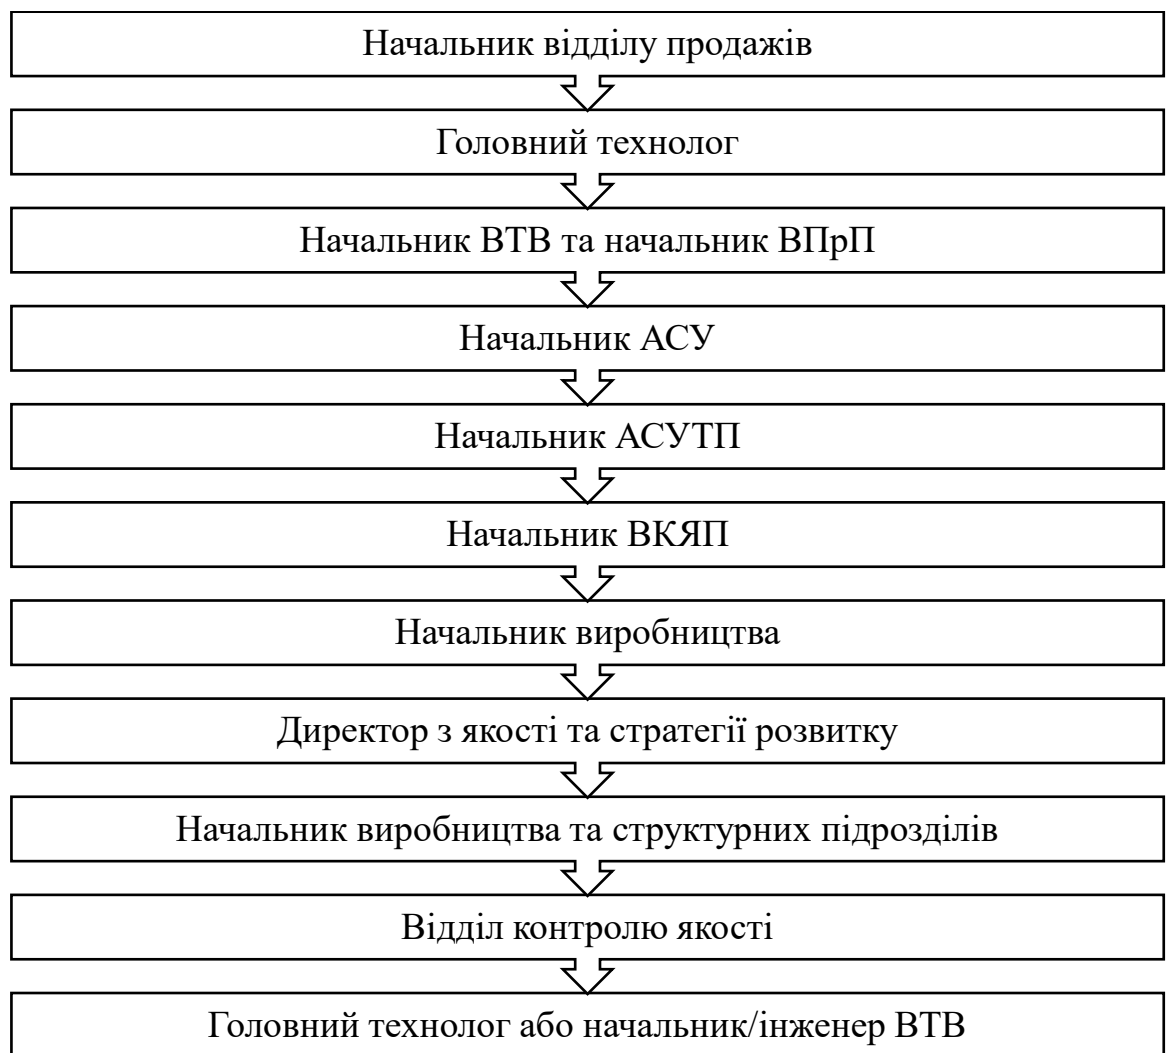 Начальник відділу продажів
Головний технолог
Начальник ВТВ та начальник ВПрП
Начальник АСУ
Начальник АСУТП
Начальник ВКЯП
Начальник виробництва
Директор з якості та стратегії розвитку
Начальник виробництва та структурних підрозділів
Відділ контролю якості
Головний технолог або начальник/інженер ВТВ